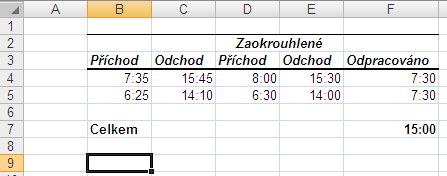 A B C D E F
1
2 Zaokrouhlené
3 Příchod Odchod Příchod Odchod Odpracováno
4 7:35 15:45 8:00 15:30 7:30
5 6:25 14:10 6:30 14:00 7:30
6
7 Celkem 15:00
8
9